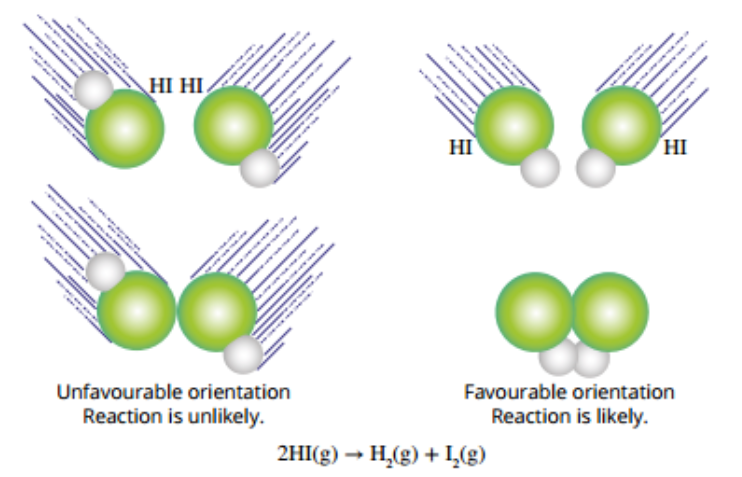 HI HI
HI
HI
Unfavourable orientation
Reaction is unlikely.
Favourable orientation
Reaction is likely.
2HI(g) → H₂(g) + I₂(g)